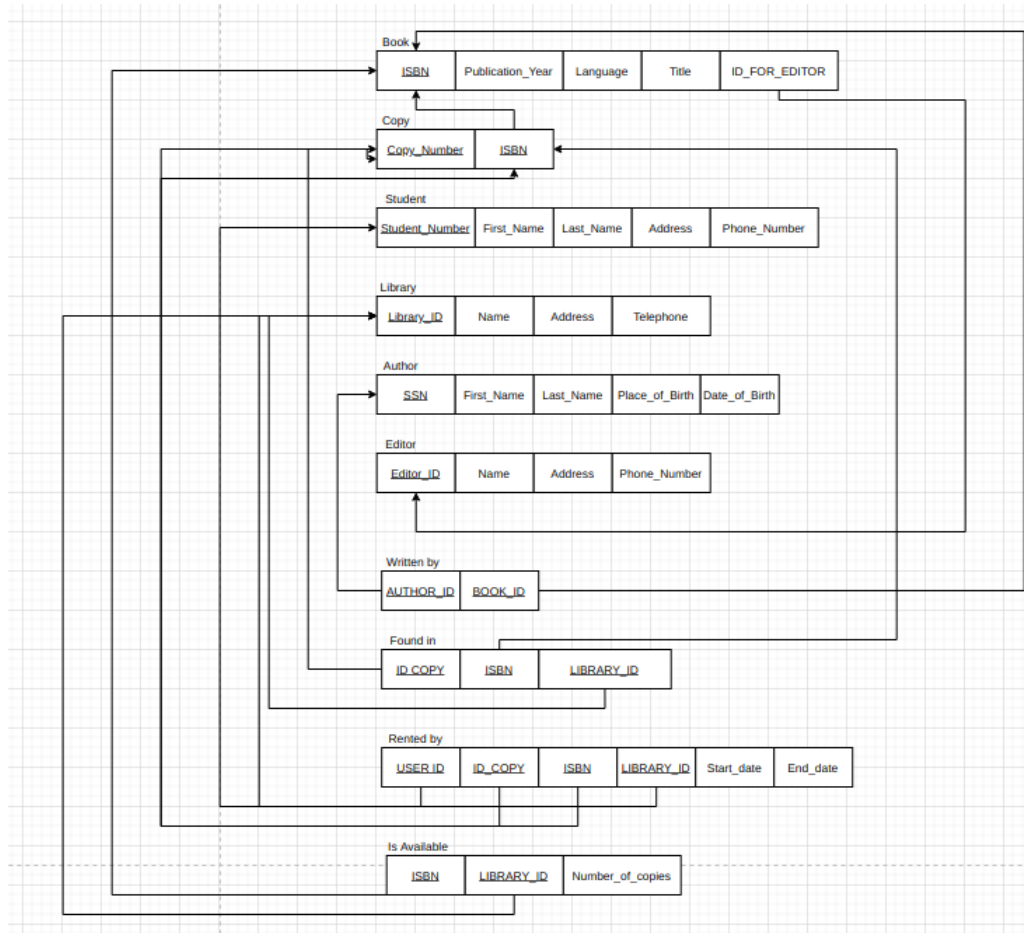 Book
ISBN Publication_Year Language Title ID_FOR_EDITOR
Copy
Copy_Number ISBN
Student
Student_Number First_Name Last_Name Address Phone_Number
Library
Library_ID Name Address Telephone
Author
SSN First_Name Last_Name Place_of_Birth Date_of_Birth
Editor
Editor_ID Name Address Phone_Number
Written by
AUTHOR_ID BOOK_ID
Found in
ID COPY ISBN LIBRARY_ID
Rented by
USER ID ID_COPY ISBN LIBRARY_ID Start_date End_date
Is Available
ISBN LIBRARY_ID Number_of_copies